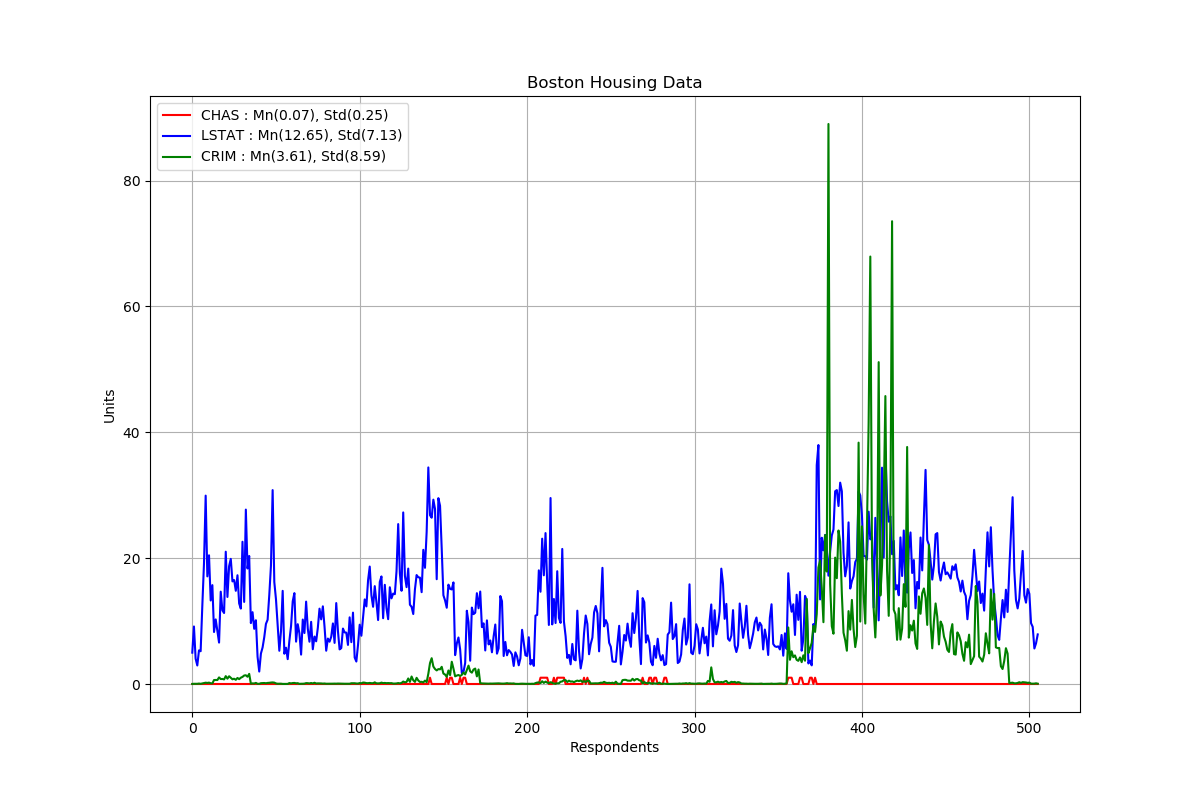 Boston Housing Data
CHAS : Mn(0.07), Std(0.25)
LSTAT : Mn(12.65), Std(7.13)
CRIM : Mn(3.61), Std(8.59)
80
60
40
20
0
Units
0 100 200 300 400 500
Respondents